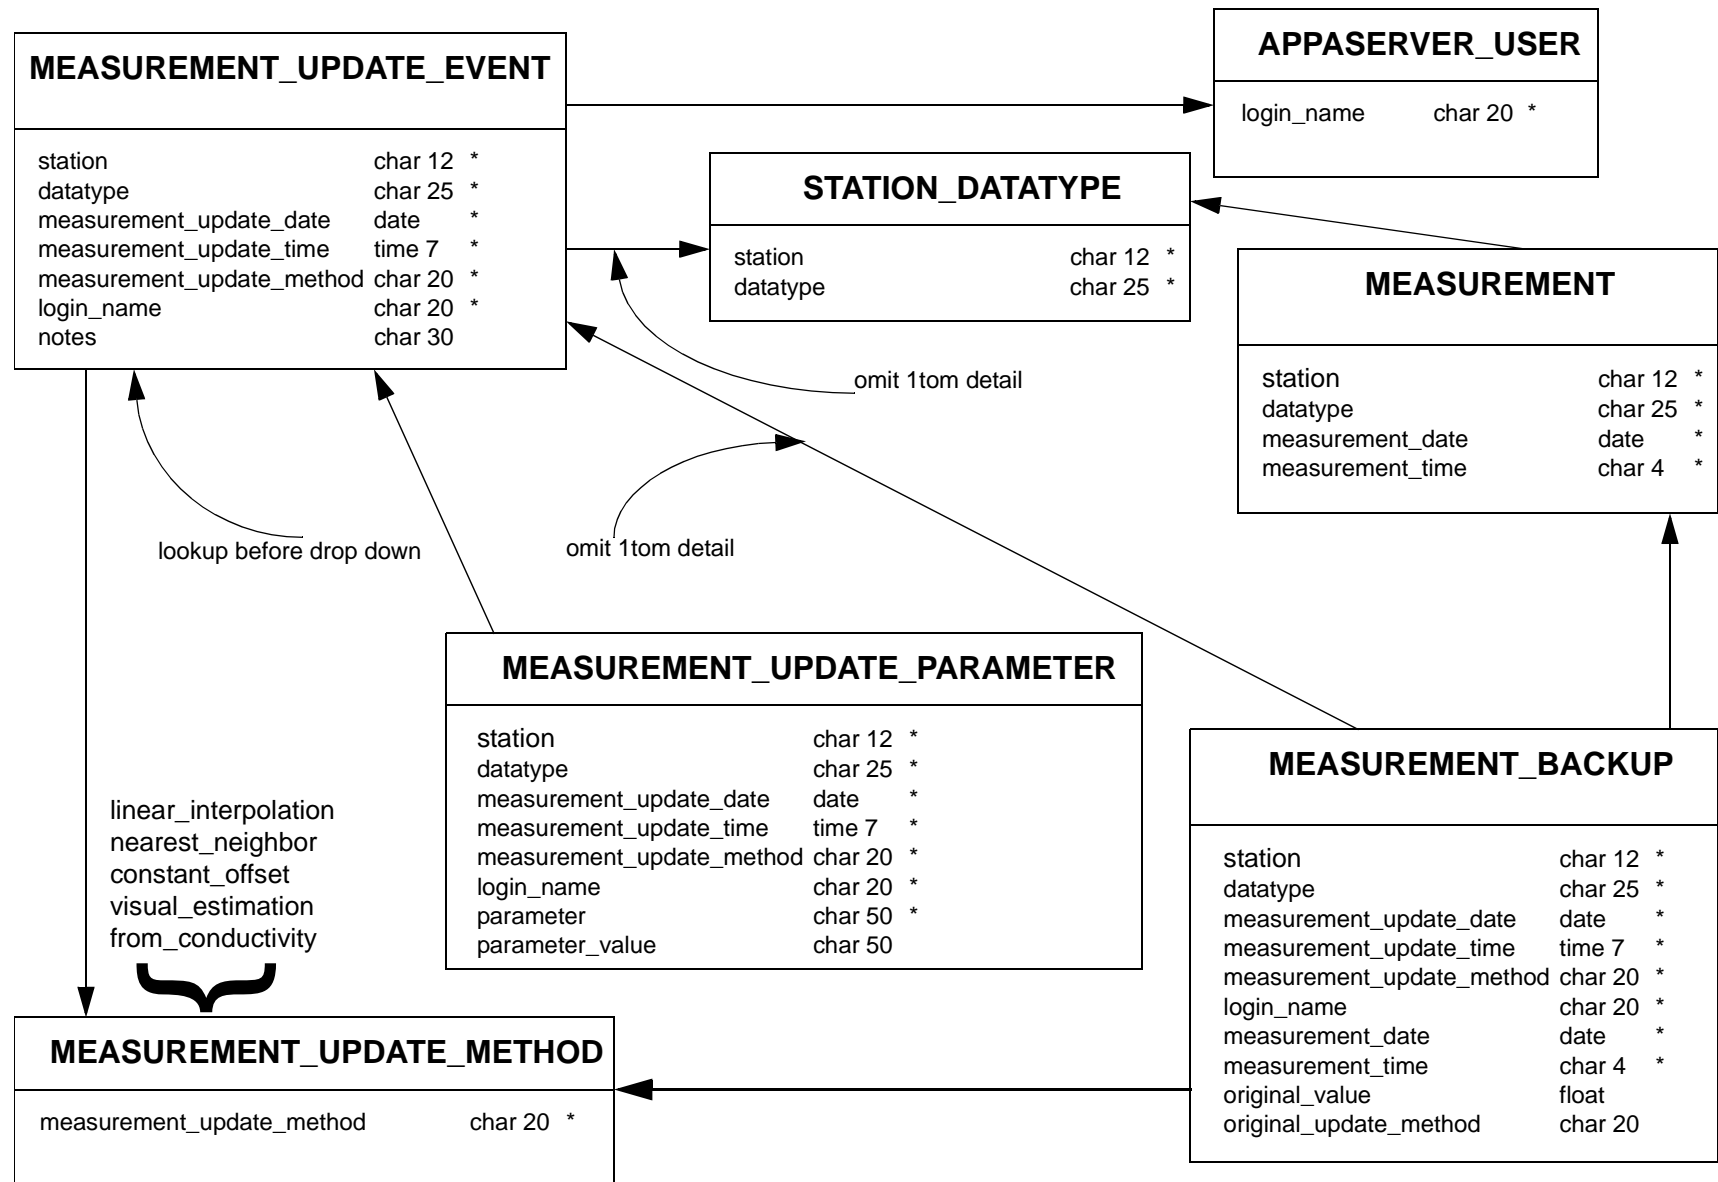 MEASUREMENT_UPDATE_EVENT
station char 12 *
datatype char 25 *
measurement_update_date date *
measurement_update_time time 7 *
measurement_update_method char 20 *
login_name char 20 *
notes char 30
APPASERVER_USER
login_name char 20 *
STATION_DATATYPE
station char 12 *
datatype char 25 *
MEASUREMENT
station char 12 *
datatype char 25 *
measurement_date date *
measurement_time char 4 *
omit 1tom detail
lookup before drop down
omit 1tom detail
MEASUREMENT_UPDATE_PARAMETER
station char 12 *
datatype char 25 *
measurement_update_date date *
measurement_update_time time 7 *
measurement_update_method char 20 *
login_name char 20 *
parameter char 50 *
parameter_value char 50
MEASUREMENT_BACKUP
station char 12 *
datatype char 25 *
measurement_update_date date *
measurement_update_time time 7 *
measurement_update_method char 20 *
login_name char 20 *
measurement_date date *
measurement_time char 4 *
original_value float
original_update_method char 20
linear_interpolation
nearest_neighbor
constant_offset
visual_estimation
from_conductivity
MEASUREMENT_UPDATE_METHOD
measurement_update_method char 20 *